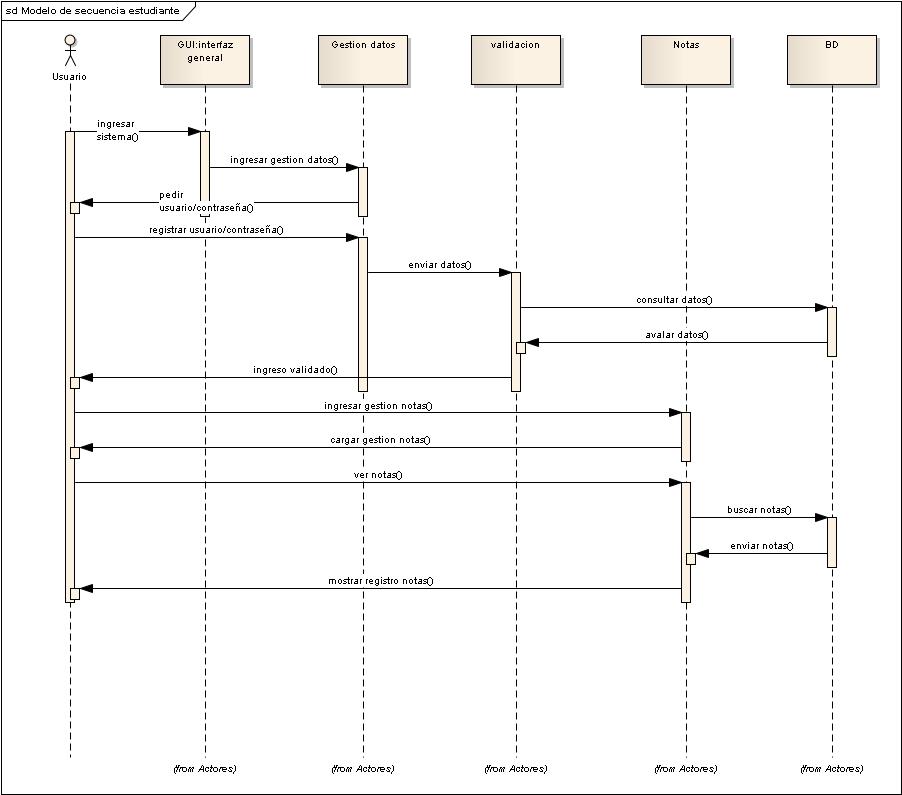 sd Modelo de secuencia estudiante
Usuario
GUI:interfaz
general
Gestion datos
validacion
Notas
BD
ingresar
sistema()
ingresar gestion datos()
pedir
usuario/contraseña()
registrar usuario/contraseña()
enviar datos()
consultar datos()
avalar datos()
ingreso validado()
ingresar gestion notas()
cargar gestion notas()
ver notas()
buscar notas()
enviar notas()
mostrar registro notas()
(from Actores)
(from Actores)
(from Actores)
(from Actores)
(from Actores)